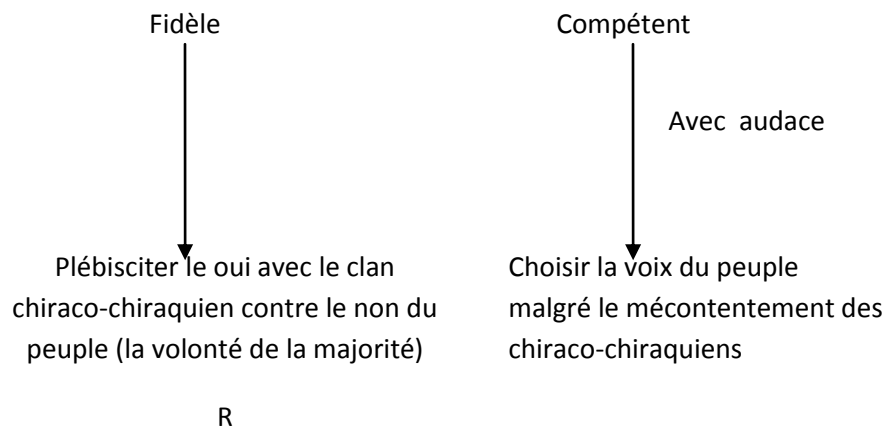 Fidèle
Compétent
Avec audace
Plébisciter le oui avec le clan
chiraco-chiraquien contre le non du
peuple (la volonté de la majorité)
Choisir la voix du peuple
malgré le mécontentement des
chiraco-chiraquiens
R